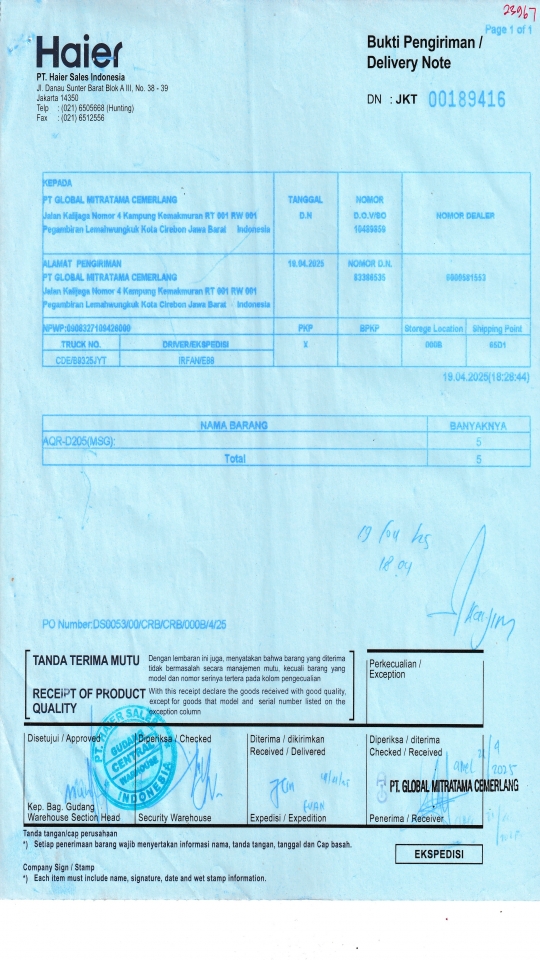 23967
Page 1 of 1
Haier
Bukti Pengiriman /
Delivery Note
PT. Haier Sales Indonesia
Jl. Danau Sunter Barat Blok A III, No. 38 - 39
Jakarta 14350
Telp : (021) 6505668 (Hunting)
Fax : (021) 6512556
DN : JKT 00189416
KEPADA
PT GLOBAL MITRATAMA CEMERLANG
Jalan Kalijaga Nomor 4 Kampung Kemakmuran RT 001 RW 001
Pegambiran Lemahwungkuk Kota Cirebon Jawa Barat Indonesia
TANGGAL
D.N
NOMOR
D.O.V/SO
NOMOR DEALER
ALAMAT PENGIRIMAN
PT GLOBAL MITRATAMA CEMERLANG
Jalan Kalijaga Nomor 4 Kampung Kemakmuran RT 001 RW 001
Pegambiran Lemahwungkuk Kota Cirebon Jawa Barat Indonesia
19.04.2025
NOMOR D.N.
83398535
PKP
BPKP
Storage Location
Shipping Point
TRUCK NO.
DRIVER/EKSPEDISI
X
000B
CDE/B9325JYT
19.04.2025(18:28:44)
NAMA BARANG
BANYAKNYA
AQR-D205(MSG):
5
Total
5
PO Number:DS0053/00/CRB/CRB/000B/4/25
TANDA TERIMA MUTU
Dengan lembaran ini juga, menyatakan bahwa barang yang diterima
tidak bermasalah secara manajemen mutu, kecuali barang yang
model dan nomor serinya tertera pada kolom pengecualian
RECEIPT OF PRODUCT
QUALITY
With this receipt declare the goods received with good quality,
except for goods that model and serial number listed on the
exception column
Perkecualian /
Exception
Disetujui / Approved
Diperiksa / Checked
Diterima / dikirimkan
Received / Delivered
Diperiksa / diterima
Checked / Received
PT. HAIER SALES
GUDANG
CENTRAL
WAREHOUSE
INDONESIA
PT. GLOBAL MITRATAMA CEMERLANG
Kep. Bag. Gudang
Warehouse Section Head
Security Warehouse
Expedisi / Expedition
Penerima / Receiver
Tanda tangan/cap perusahaan
*) Setiap penerimaan barang wajib menyertakan informasi nama, tanda tangan, tanggal dan Cap basah.
EKSPEDISI
Company Sign / Stamp
*) Each item must include name, signature, date and wet stamp information.